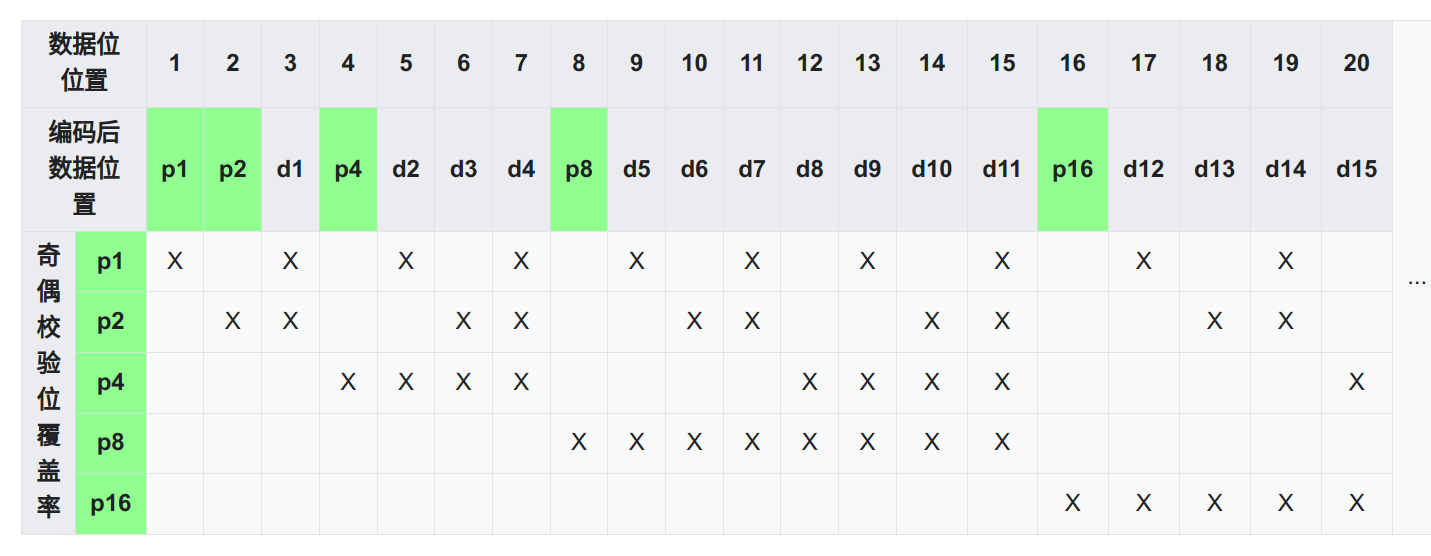 数据位
位置 1 2 3 4 5 6 7 8 9 10 11 12 13 14 15 16 17 18 19 20
编码后
数据位
置 p1 p2 d1 p4 d2 d3 d4 p8 d5 d6 d7 d8 d9 d10 d11 p16 d12 d13 d14 d15
奇
偶
校
验
位
覆
盖
率
p1 X X X X X X X X X X
p2 X X X X X X X X X X
p4 X X X X X X X X X
p8 X X X X X X X X
p16 X X X X X
...